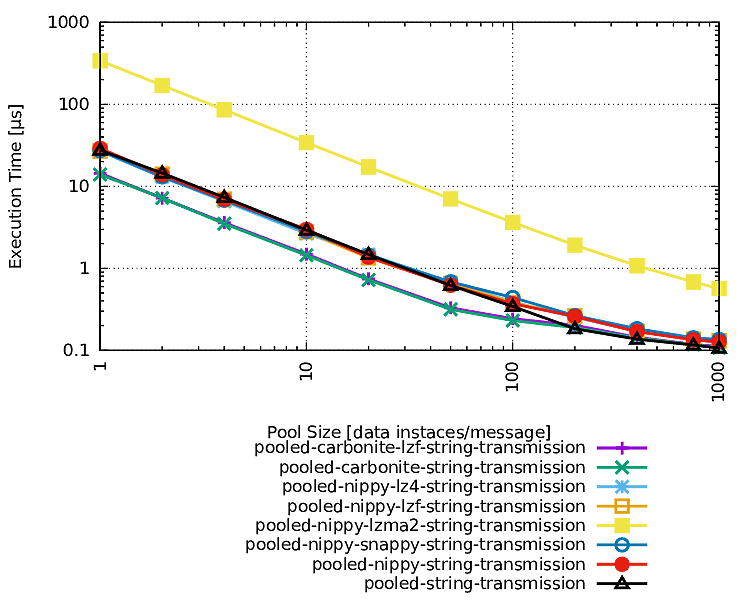 1000
100
10
1
0.1
Execution Time [µs]
1
10
100
1000
Pool Size [data instaces/message]
pooled-carbonite-lzf-string-transmission
pooled-carbonite-string-transmission
pooled-nippy-lz4-string-transmission
pooled-nippy-lzf-string-transmission
pooled-nippy-lzma2-string-transmission
pooled-nippy-snappy-string-transmission
pooled-nippy-string-transmission
pooled-string-transmission